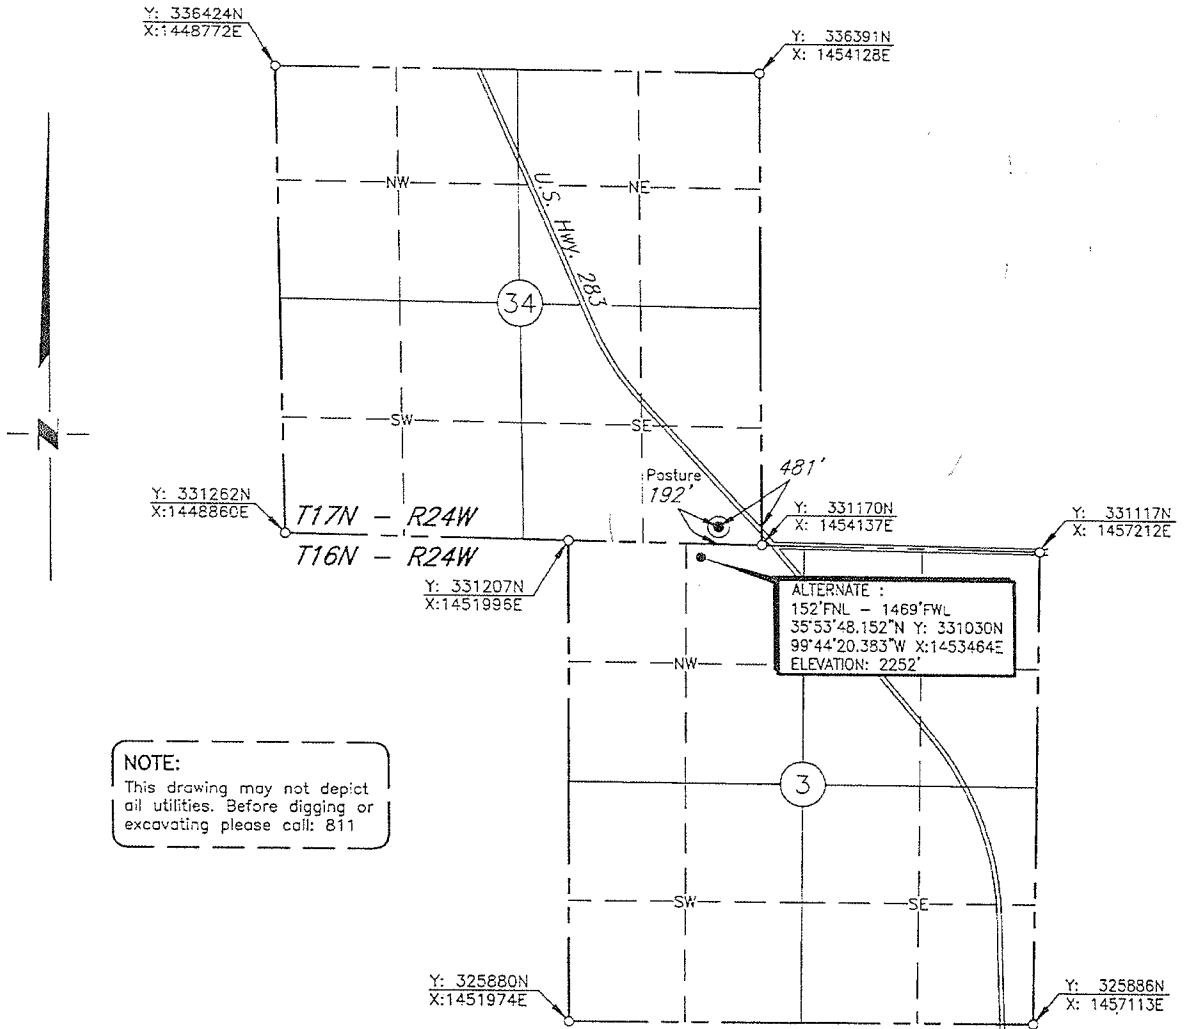 Y: 336424N
X:1448772E
Y: 336391N
X: 1454128E
NW
NE
U.S. Hwy. 283
34
SW
SE
Pasture
192'
481'
Y: 331262N
X:1448860E
T17N - R24W
T16N - R24W
Y: 331170N
X: 1454137E
Y: 331117N
X: 1457212E
Y: 331207N
X:1451996E
ALTERNATE :
152'FNL - 1469'FWL
35°53'48.152"N Y: 331030N
99°44'20.383"W X:1453464E
ELEVATION: 2252'
NW
N
3
NOTE:
This drawing may not depict
all utilities. Before digging or
excavating please call: 811
SW
SE
Y: 325880N
X:1451974E
Y: 325886N
X: 1457113E